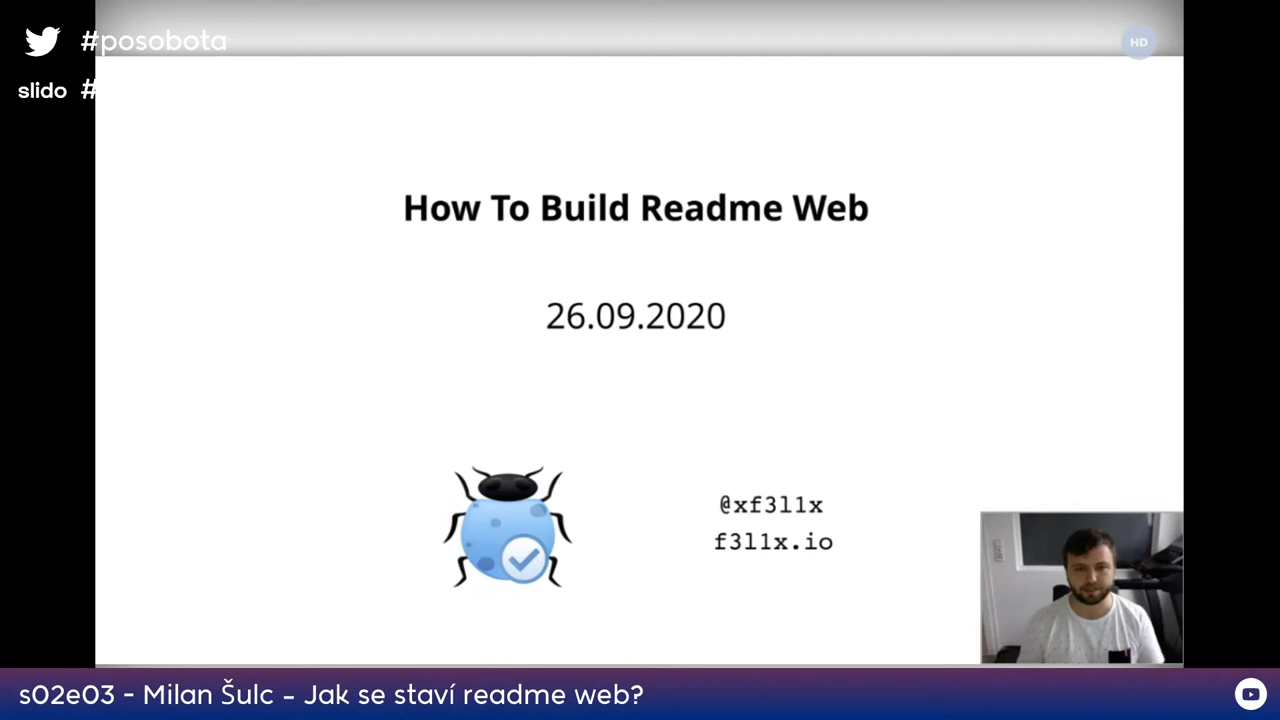 #posobota
HD
slido #
How To Build Readme Web
26.09.2020
@xf3l1x
f3l1x.io
s02e03 - Milan Šulc - Jak se staví readme web?